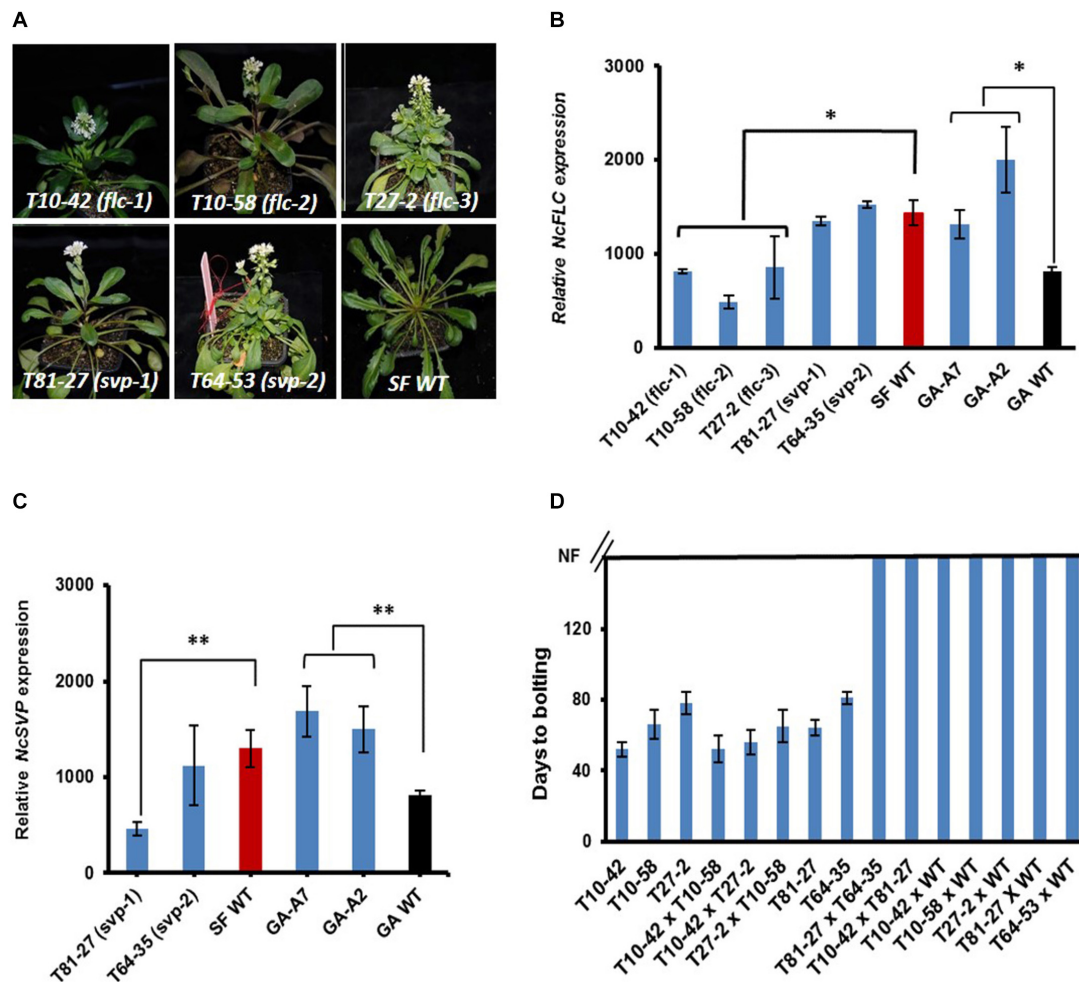 A
T10-42 (flc-1)
T10-58 (flc-2)
T27-2 (flc-3)
T81-27 (svp-1)
T64-53 (svp-2)
SF WT
B
Relative NcFLC expression
3000
2000
1000
0
*
*
T10-42 (flc-1)
T10-58 (flc-2)
T27-2 (flc-3)
T81-27 (svp-1)
T64-35 (svp-2)
SF WT
GA-A7
GA-A2
GA WT
C
Relative NcSVP expression
3000
2000
1000
0
**
**
T81-27 (svp-1)
T64-35 (svp-2)
SF WT
GA-A7
GA-A2
GA WT
D
Days to bolting
NF
120
80
40
0
T10-42
T10-58
T27-2
T10-42 x T10-58
T10-42 x T27-2
T27-2 x T10-58
T81-27
T64-35
T81-27 x T64-35
T10-42 x T81-27
T10-42 x WT
T10-58 x WT
T27-2 x WT
T81-27 x WT
T64-53 x WT